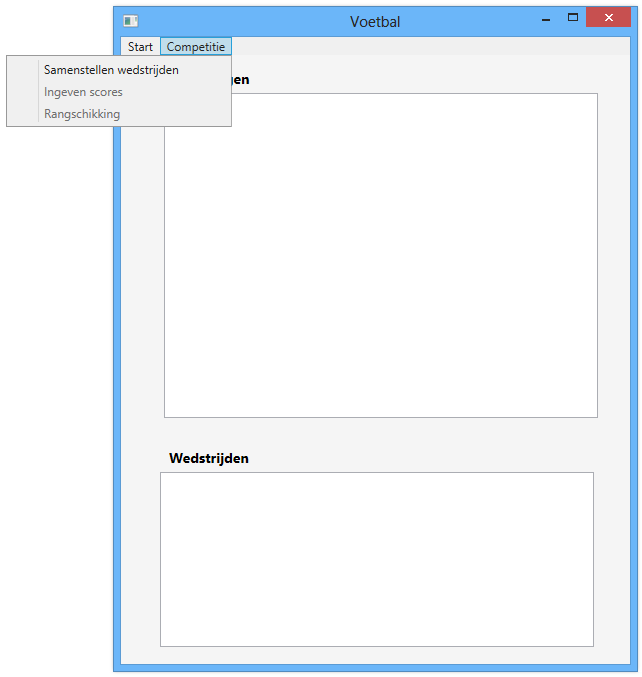 Voetbal
Start Competitie
Samenstellen wedstrijden
Ingeven scores
Rangschikking
Wedstrijden